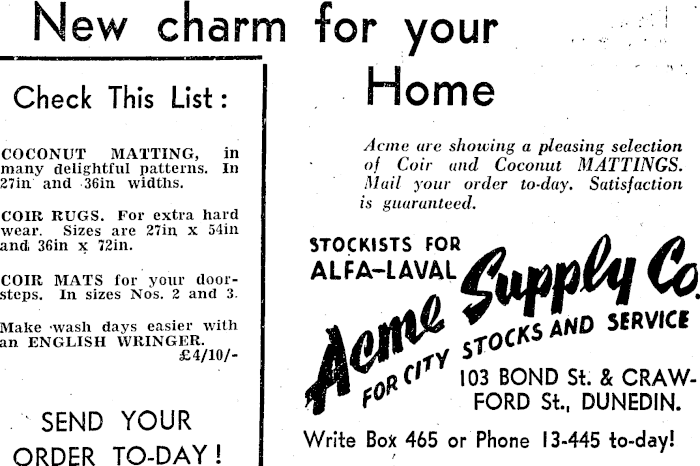 New charm for your
Home
Check This List:
COCONUT MATTING, in
many delightful patterns. In
27in and 36in widths.
COIR RUGS. For extra hard
wear. Sizes are 27in x 54in
and 36in x 72in.
COIR MATS for your door-
steps. In sizes Nos. 2 and 3.
Make wash days easier with
an ENGLISH WRINGER.
£4/10/-
SEND YOUR
ORDER TO-DAY!
Acme are showing a pleasing selection
of Coir and Coconut MATTINGS.
Mail your order to-day. Satisfaction
is guaranteed.
STOCKISTS FOR
ALFA-LAVAL
Acme Supply Co.
FOR CITY STOCKS AND SERVICE
103 BOND St. & CRAW-
FORD St., DUNEDIN.
Write Box 465 or Phone 13-445 to-day!